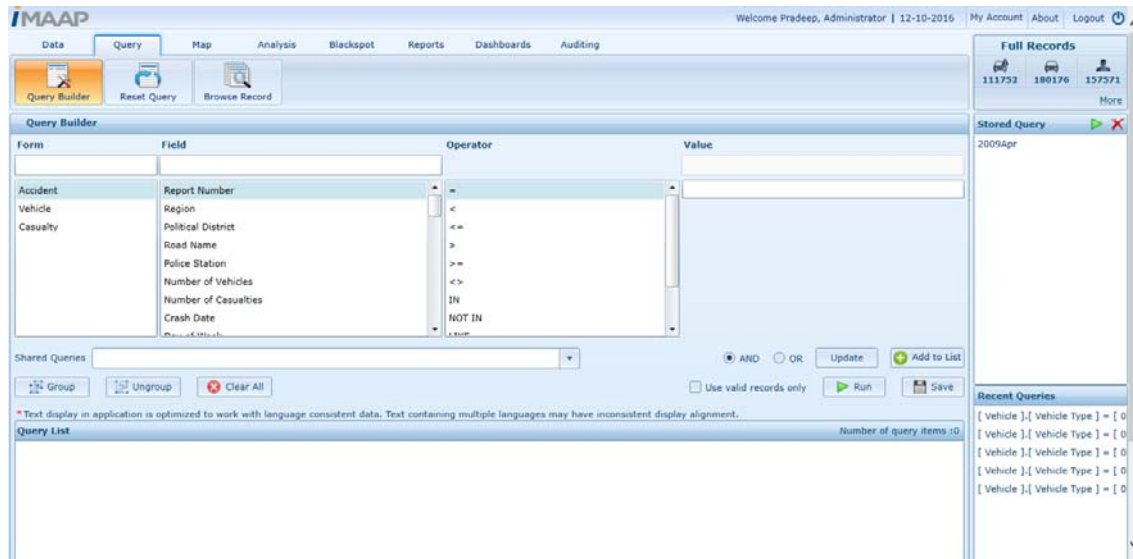 iMAAP
Welcome Pradeep, Administrator | 12-10-2016
My Account About Logout
Data Query Map Analysis Blackspot Reports Dashboards Auditing
Query Builder Reset Query Browse Record
Full Records
111752 180176 157571
More
Query Builder
Form Field Operator Value
Accident Report Number =
Vehicle Region <
Casualty Political District <=
Road Name >
Police Station >=
Number of Vehicles <>
Number of Casualties IN
Crash Date NOT IN
Day of Week LIKE
Shared Queries
AND OR Update Add to List
Group Ungroup Clear All
Use valid records only Run Save
*Text display in application is optimized to work with language consistent data. Text containing multiple languages may have inconsistent display alignment.
Query List
Number of query items :0
Stored Query
2009Apr
Recent Queries
[ Vehicle ].[ Vehicle Type ] = [ 0
[ Vehicle ].[ Vehicle Type ] = [ 0
[ Vehicle ].[ Vehicle Type ] = [ 0
[ Vehicle ].[ Vehicle Type ] = [ 0
[ Vehicle ].[ Vehicle Type ] = [ 0